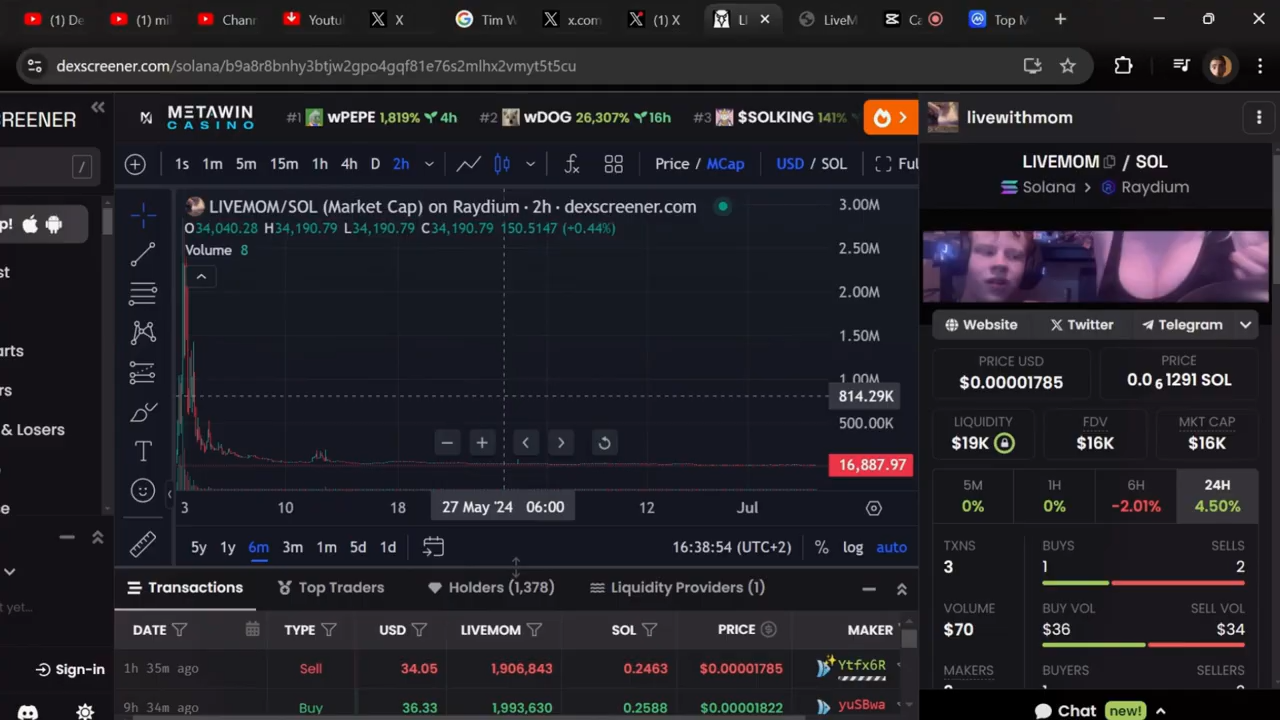 (1) De
(1) mil
Chann
Youtu
X
Tim W
x.com
(1) X
LI
LiveM
Ca
Top M
dexscreener.com/solana/b9a8r8bnhy3btjw2gpo4gqf81e76s2mlhx2vmyt5t5cu
REENER
METAWIN CASINO
#1 wPEPE 1,819% 4h
#2 wDOG 26,307% 16h
#3 $SOLKING 141%
livewithmom
/
1s 1m 5m 15m 1h 4h D 2h
Price / MCap
USD / SOL
Ful
LIVEMOM / SOL
Solana > Raydium
p!
st
arts
rs
& Losers
se
et...
Sign-in
LIVEMOM/SOL (Market Cap) on Raydium · 2h · dexscreener.com
O34,040.28 H34,190.79 L34,190.79 C34,190.79 150.5147 (+0.44%)
Volume 8
3.00M
2.50M
2.00M
1.50M
1.00M
814.29K
500.00K
16,887.97
3 10 18 27 May '24 06:00 12 Jul
5y 1y 6m 3m 1m 5d 1d
16:38:54 (UTC+2) % log auto
Transactions
Top Traders
Holders (1,378)
Liquidity Providers (1)
DATE TYPE USD LIVEMOM SOL PRICE MAKER
1h 35m ago Sell 34.05 1,906,843 0.2463 $0.00001785 Ytfx6R
9h 34m ago Buy 36.33 1,993,630 0.2588 $0.00001822 yuSBwa
Website
Twitter
Telegram
PRICE USD
$0.00001785
PRICE
0.0₆1291 SOL
LIQUIDITY
$19K
FDV
$16K
MKT CAP
$16K
5M
0%
1H
0%
6H
-2.01%
24H
4.50%
TXNS
3
BUYS
1
SELLS
2
VOLUME
$70
BUY VOL
$36
SELL VOL
$34
MAKERS
BUYERS
SELLERS
Chat new!